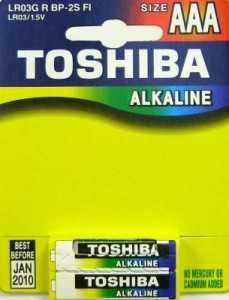 LR03G R BP-2S FI
LR03/1.5V
SIZE AAA
TOSHIBA
ALKALINE
BEST
BEFORE
JAN
2010
TOSHIBA
ALKALINE
TOSHIBA
ALKALINE
NO MERCURY OR
CADMIUM ADDED